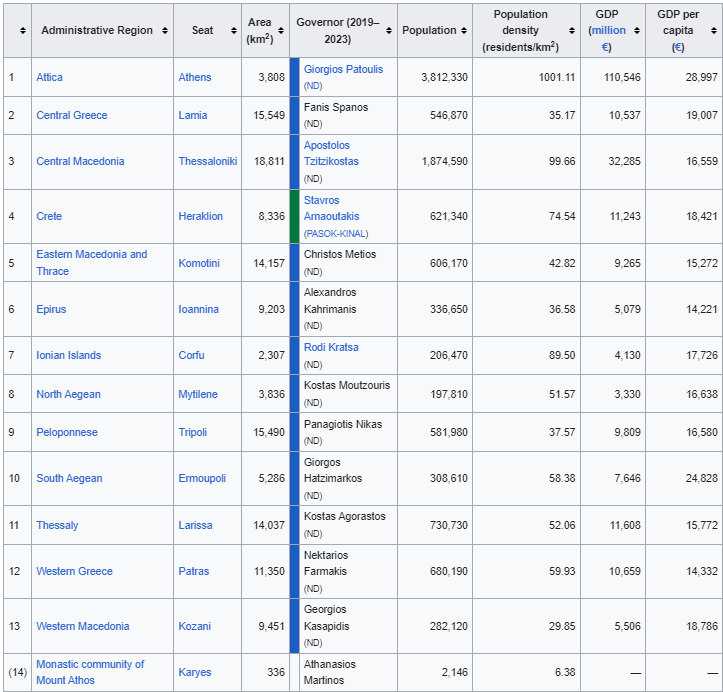 Administrative Region Seat Area (km2) Governor (2019–2023) Population Population density (residents/km2) GDP (million €) GDP per capita (€)
1 Attica Athens 3,808 Giorgios Patoulis (ND) 3,812,330 1001.11 110,546 28,997
2 Central Greece Lamia 15,549 Fanis Spanos (ND) 546,870 35.17 10,537 19,007
3 Central Macedonia Thessaloniki 18,811 Apostolos Tzitzikostas (ND) 1,874,590 99.66 32,285 16,559
4 Crete Heraklion 8,336 Stavros Arnaoutakis (PASOK-KINAL) 621,340 74.54 11,243 18,421
5 Eastern Macedonia and Thrace Komotini 14,157 Christos Metios (ND) 606,170 42.82 9,265 15,272
6 Epirus Ioannina 9,203 Alexandros Kahrimanis (ND) 336,650 36.58 5,079 14,221
7 Ionian Islands Corfu 2,307 Rodi Kratsa (ND) 206,470 89.50 4,130 17,726
8 North Aegean Mytilene 3,836 Kostas Moutzouris (ND) 197,810 51.57 3,330 16,638
9 Peloponnese Tripoli 15,490 Panagiotis Nikas (ND) 581,980 37.57 9,809 16,580
10 South Aegean Ermoupoli 5,286 Giorgos Hatzimarkos (ND) 308,610 58.38 7,646 24,828
11 Thessaly Larissa 14,037 Kostas Agorastos (ND) 730,730 52.06 11,608 15,772
12 Western Greece Patras 11,350 Nektarios Farmakis (ND) 680,190 59.93 10,659 14,332
13 Western Macedonia Kozani 9,451 Georgios Kasapidis (ND) 282,120 29.85 5,506 18,786
(14) Monastic community of Mount Athos Karyes 336 Athanasios Martinos 2,146 6.38 — —